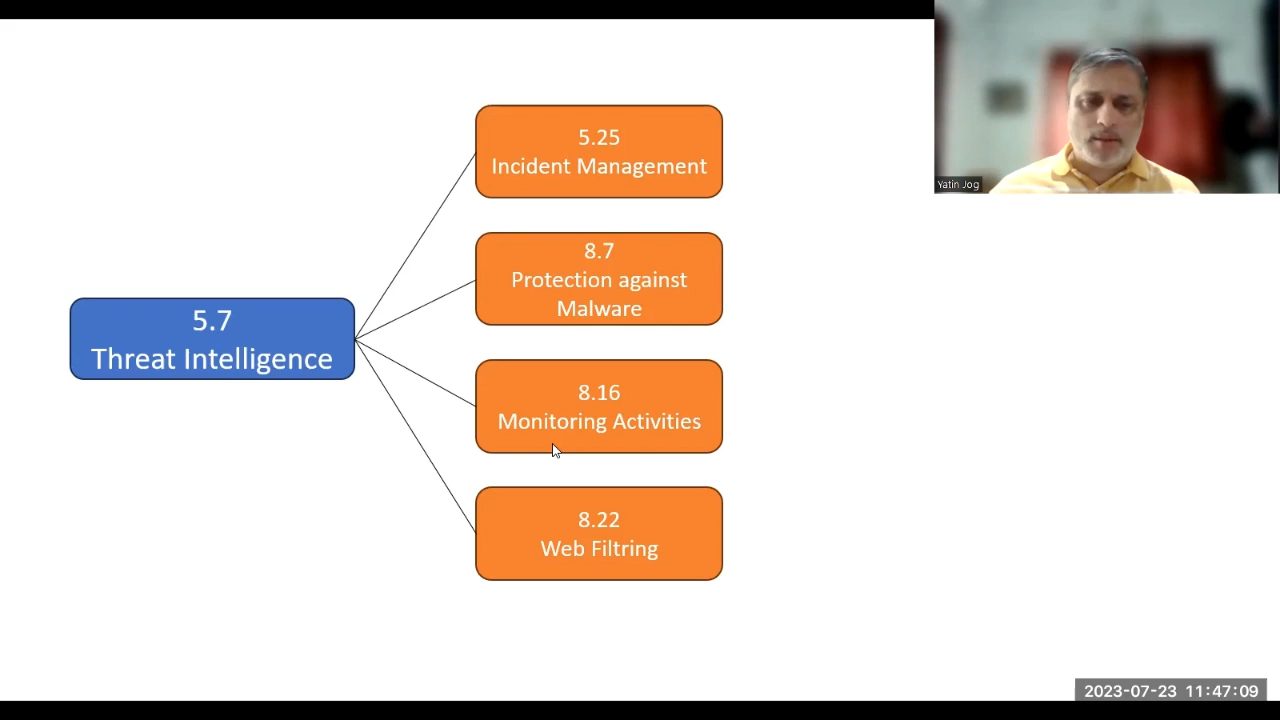 5.25
Incident Management
8.7
Protection against
Malware
5.7
Threat Intelligence
8.16
Monitoring Activities
8.22
Web Filtring
Yatin Jog
2023-07-23 11:47:09